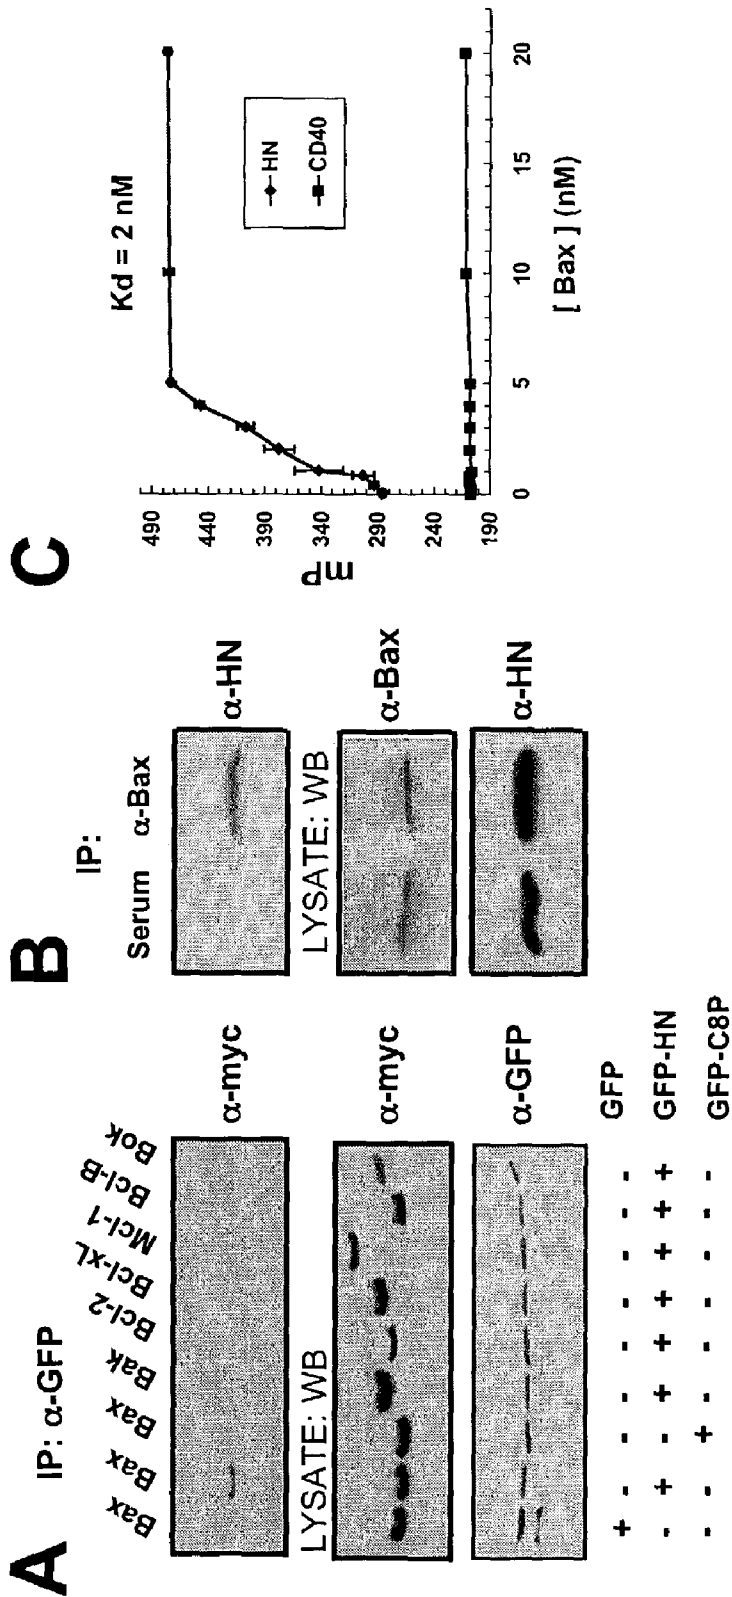 A
IP: α-GFP
Bax Bax Bax Bak Bcl-2 Bcl-xL Mcl-1 Bcl-B Bok
α-myc
LYSATE: WB
α-myc
α-GFP
+ - - - - - - - - GFP
- + - + + + + + + GFP-HN
- - + - - - - - - GFP-C8P
B
IP:
Serum α-Bax
α-HN
LYSATE: WB
α-Bax
α-HN
C
Kd = 2 nM
HN
CD40
mP
490
440
390
340
290
240
190
0 5 10 15 20
[ Bax ] (nM)